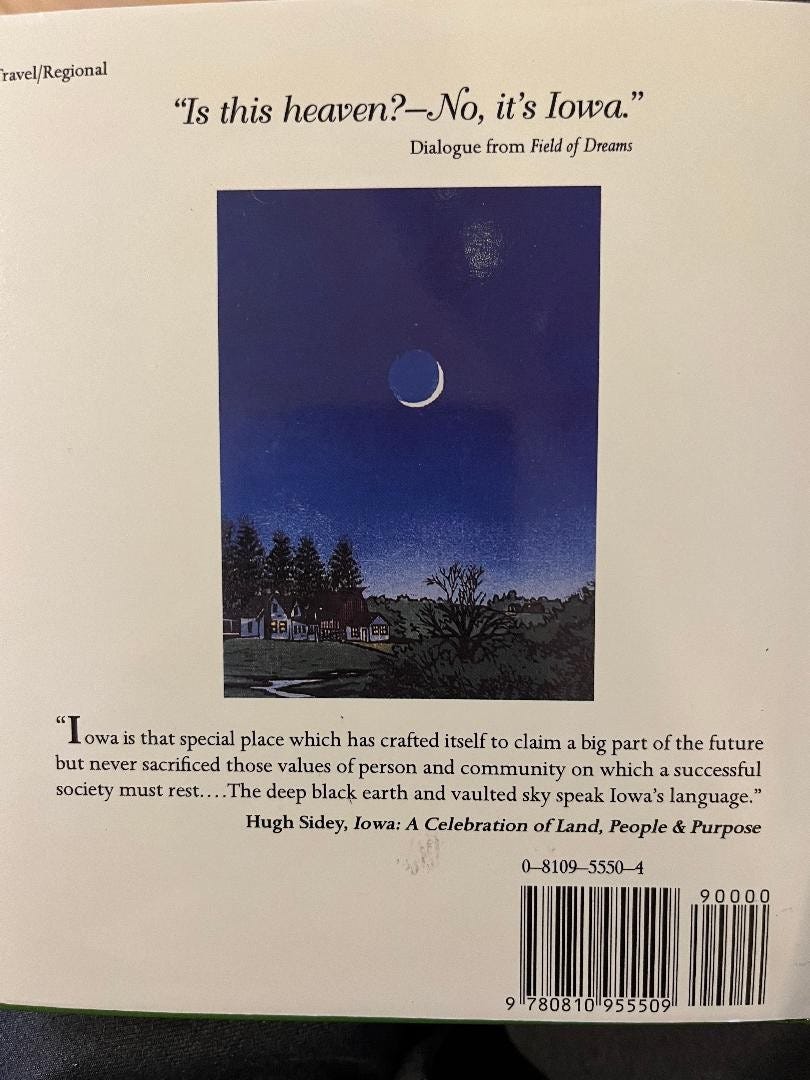 Travel/Regional
“Is this heaven?—No, it’s Iowa.”
Dialogue from Field of Dreams
“Iowa is that special place which has crafted itself to claim a big part of the future
but never sacrificed those values of person and community on which a successful
society must rest....The deep black earth and vaulted sky speak Iowa’s language.”
Hugh Sidey, Iowa: A Celebration of Land, People & Purpose
0–8109–5550–4
90000
9 780810 955509